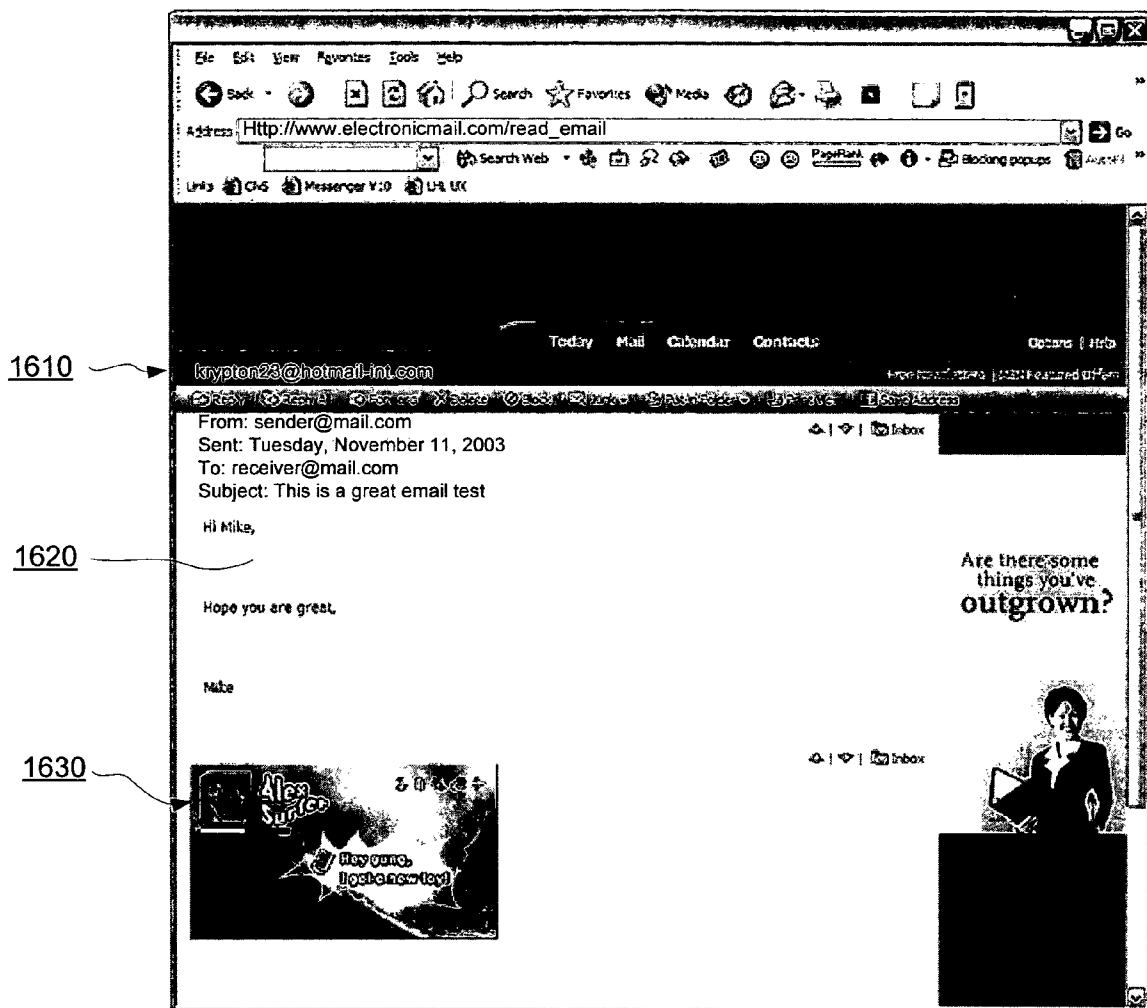 File Edit View Favorites Tools Help
Back Search Favorites Media
Address Http://www.electronicmail.com/read_email Go
Search Web PageRank Blocking popups
Links Messenger V10
Today Mail Calendar Contacts Options | Help
1610
krypton23@hotmail-int.com
From: sender@mail.com
Inbox
Sent: Tuesday, November 11, 2003
To: receiver@mail.com
Subject: This is a great email test
Hi Mike,
1620
Are there some
things you've
outgrown?
Hope you are great,
Mike
Inbox
1630
Alex
Hey
I got a new toy!